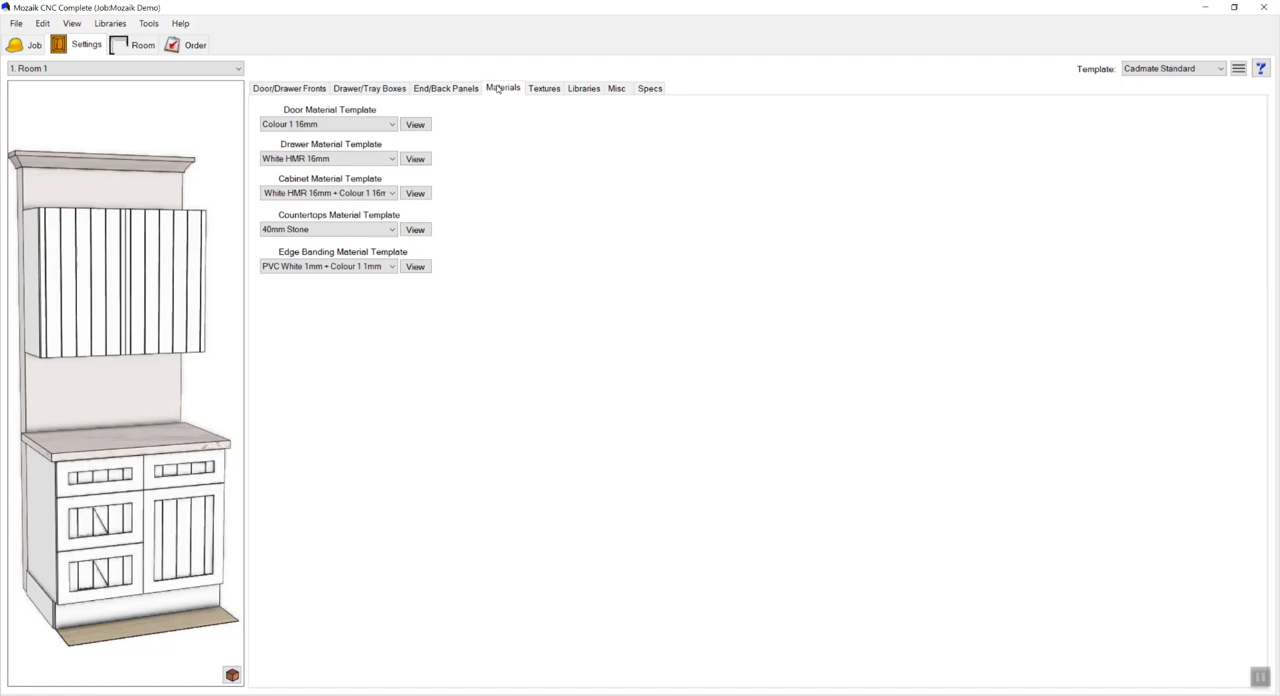 Mozaik CNC Complete (Job:Mozaik Demo)
File Edit View Libraries Tools Help
Job Settings Room Order
1. Room 1
Template: Cadmate Standard ?
Door/Drawer Fronts Drawer/Tray Boxes End/Back Panels Materials Textures Libraries Misc Specs
Door Material Template
Colour 1 16mm View
Drawer Material Template
White HMR 16mm View
Cabinet Material Template
White HMR 16mm + Colour 1 16m View
Countertops Material Template
40mm Stone View
Edge Banding Material Template
PVC White 1mm + Colour 1 1mm View